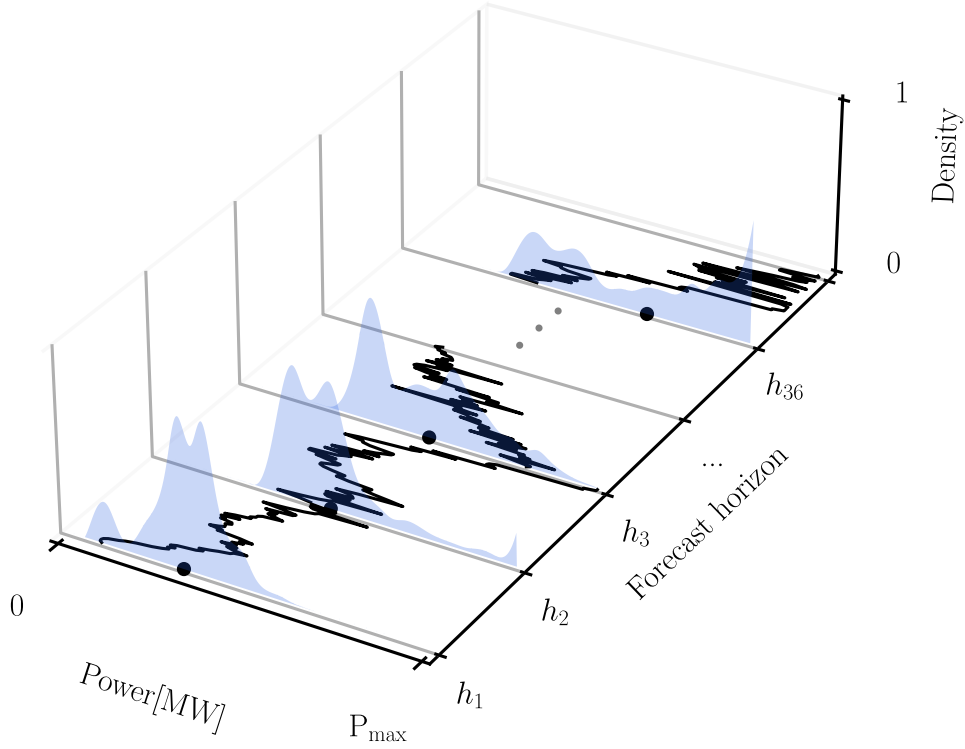 1
Density
0
h₃₆
...
Forecast horizon
h₃
h₂
0
Power[MW]
h₁
Pₘₐₓ